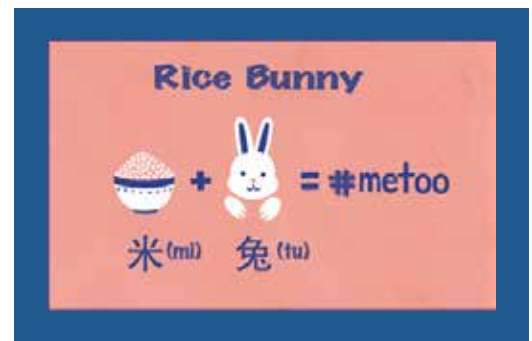 Rice Bunny
+ = #metoo
米(mi) 兔(tu)